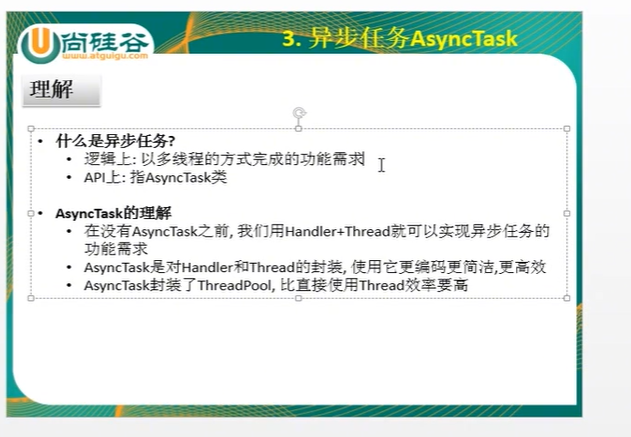 尚硅谷
www.atguigu.com
3. 异步任务AsyncTask
理解
• 什么是异步任务?
• 逻辑上: 以多线程的方式完成的功能需求
• API上: 指AsyncTask类
• AsyncTask的理解
• 在没有AsyncTask之前, 我们用Handler+Thread就可以实现异步任务的
功能需求
• AsyncTask是对Handler和Thread的封装, 使用它更编码更简洁,更高效
• AsyncTask封装了ThreadPool, 比直接使用Thread效率要高